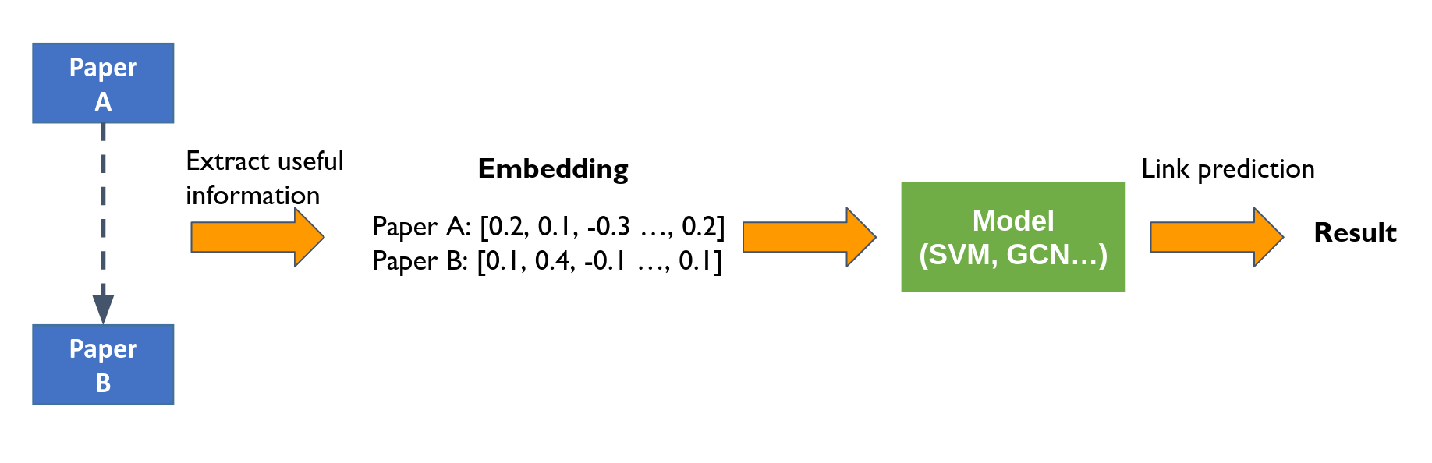 Paper
A
Extract useful
information
Embedding
Paper A: [0.2, 0.1, -0.3 ..., 0.2]
Paper B: [0.1, 0.4, -0.1 ..., 0.1]
Model
(SVM, GCN...)
Link prediction
Result
Paper
B